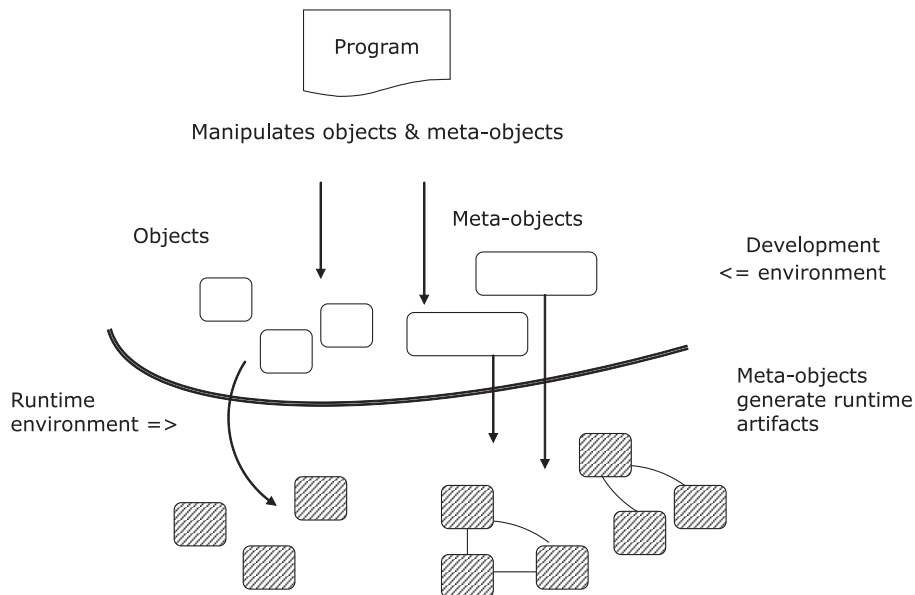 Program
Manipulates objects & meta-objects
Objects
Meta-objects
Development
<= environment
Runtime
environment =>
Meta-objects
generate runtime
artifacts